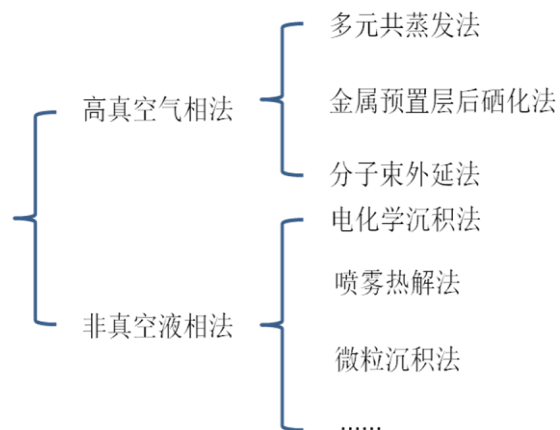 高真空气相法
多元共蒸发法
金属预置层后硒化法
分子束外延法
非真空液相法
电化学沉积法
喷雾热解法
微粒沉积法
……